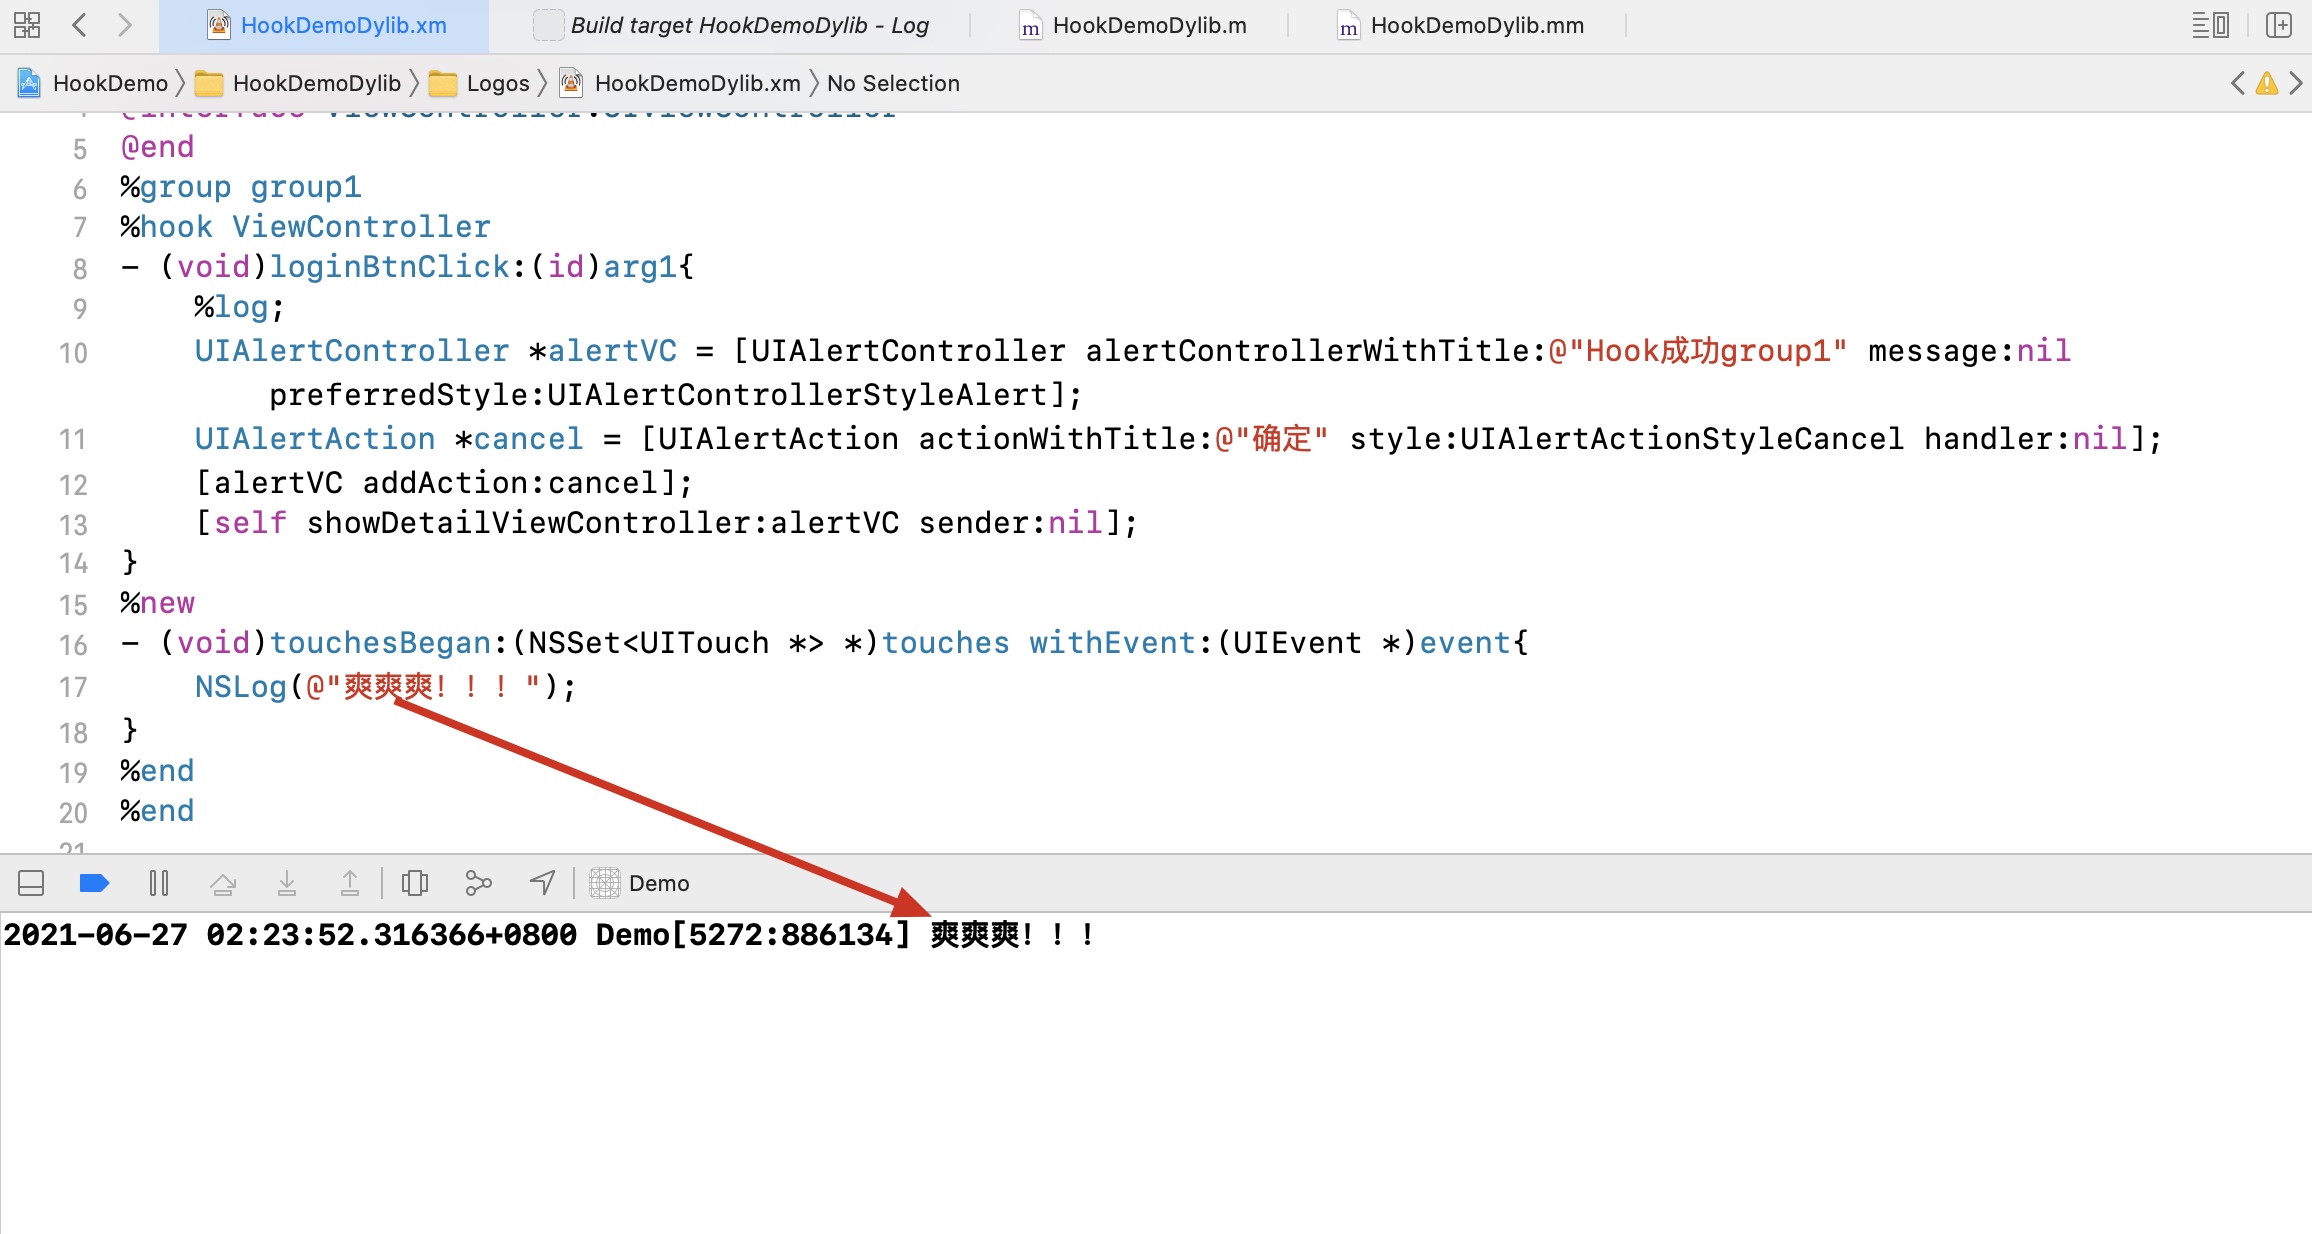 HookDemoDylib.xm Build target HookDemoDylib - Log HookDemoDylib.m HookDemoDylib.mm
HookDemo HookDemoDylib Logos HookDemoDylib.xm No Selection
@interface ViewController:UIViewController
5 @end
6 %group group1
7 %hook ViewController
8 - (void)loginBtnClick:(id)arg1{
9 %log;
10 UIAlertController *alertVC = [UIAlertController alertControllerWithTitle:@"Hook成功group1" message:nil
preferredStyle:UIAlertControllerStyleAlert];
11 UIAlertAction *cancel = [UIAlertAction actionWithTitle:@"确定" style:UIAlertActionStyleCancel handler:nil];
12 [alertVC addAction:cancel];
13 [self showDetailViewController:alertVC sender:nil];
14 }
15 %new
16 - (void)touchesBegan:(NSSet<UITouch *> *)touches withEvent:(UIEvent *)event{
17 NSLog(@"爽爽爽！！！");
18 }
19 %end
20 %end
21
Demo
2021-06-27 02:23:52.316366+0800 Demo[5272:886134] 爽爽爽！！！